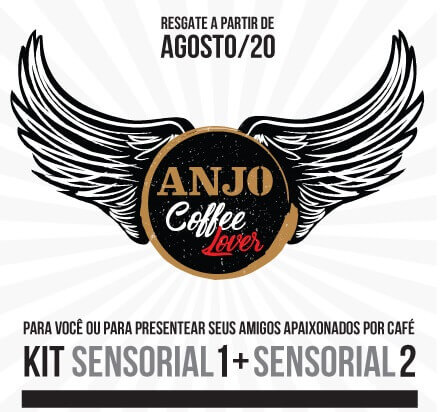 RESGATE A PARTIR DE
AGOSTO/20
ANJO
Coffee
Lover
PARA VOCÊ OU PARA PRESENTEAR SEUS AMIGOS APAIXONADOS POR CAFÉ
KIT SENSORIAL 1 + SENSORIAL 2